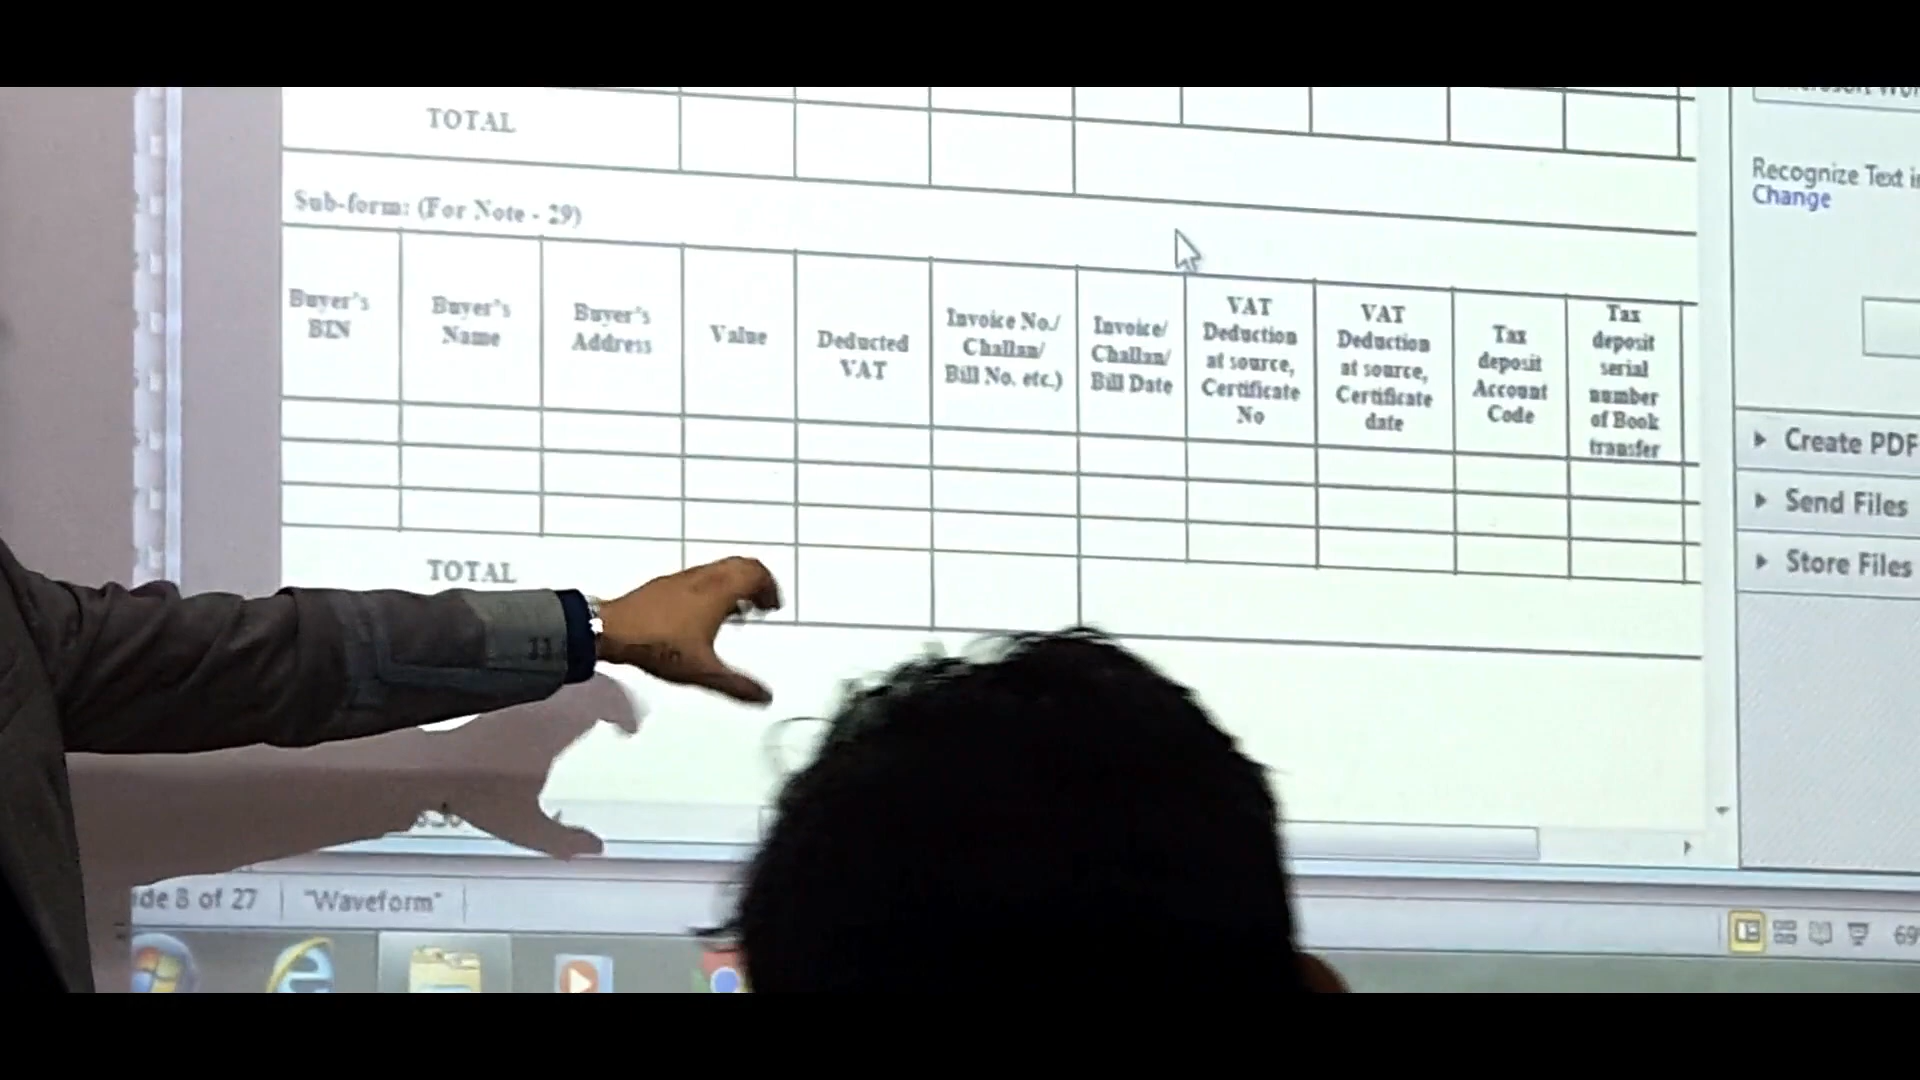 TOTAL
Sub-form: (For Note - 29)
Buyer's
BIN
Buyer's
Name
Buyer's
Address
Value
Deducted
VAT
Invoice No./
Challan/
Bill No. etc.)
Invoice/
Challan/
Bill Date
VAT
Deduction
at source,
Certificate
No
VAT
Deduction
at source,
Certificate
date
Tax
deposit
Account
Code
Tax
deposit
serial
number
of Book
transfer
TOTAL
Recognize Text
Change
Create PDF
Send Files
Store Files
8 of 27
"Waveform"